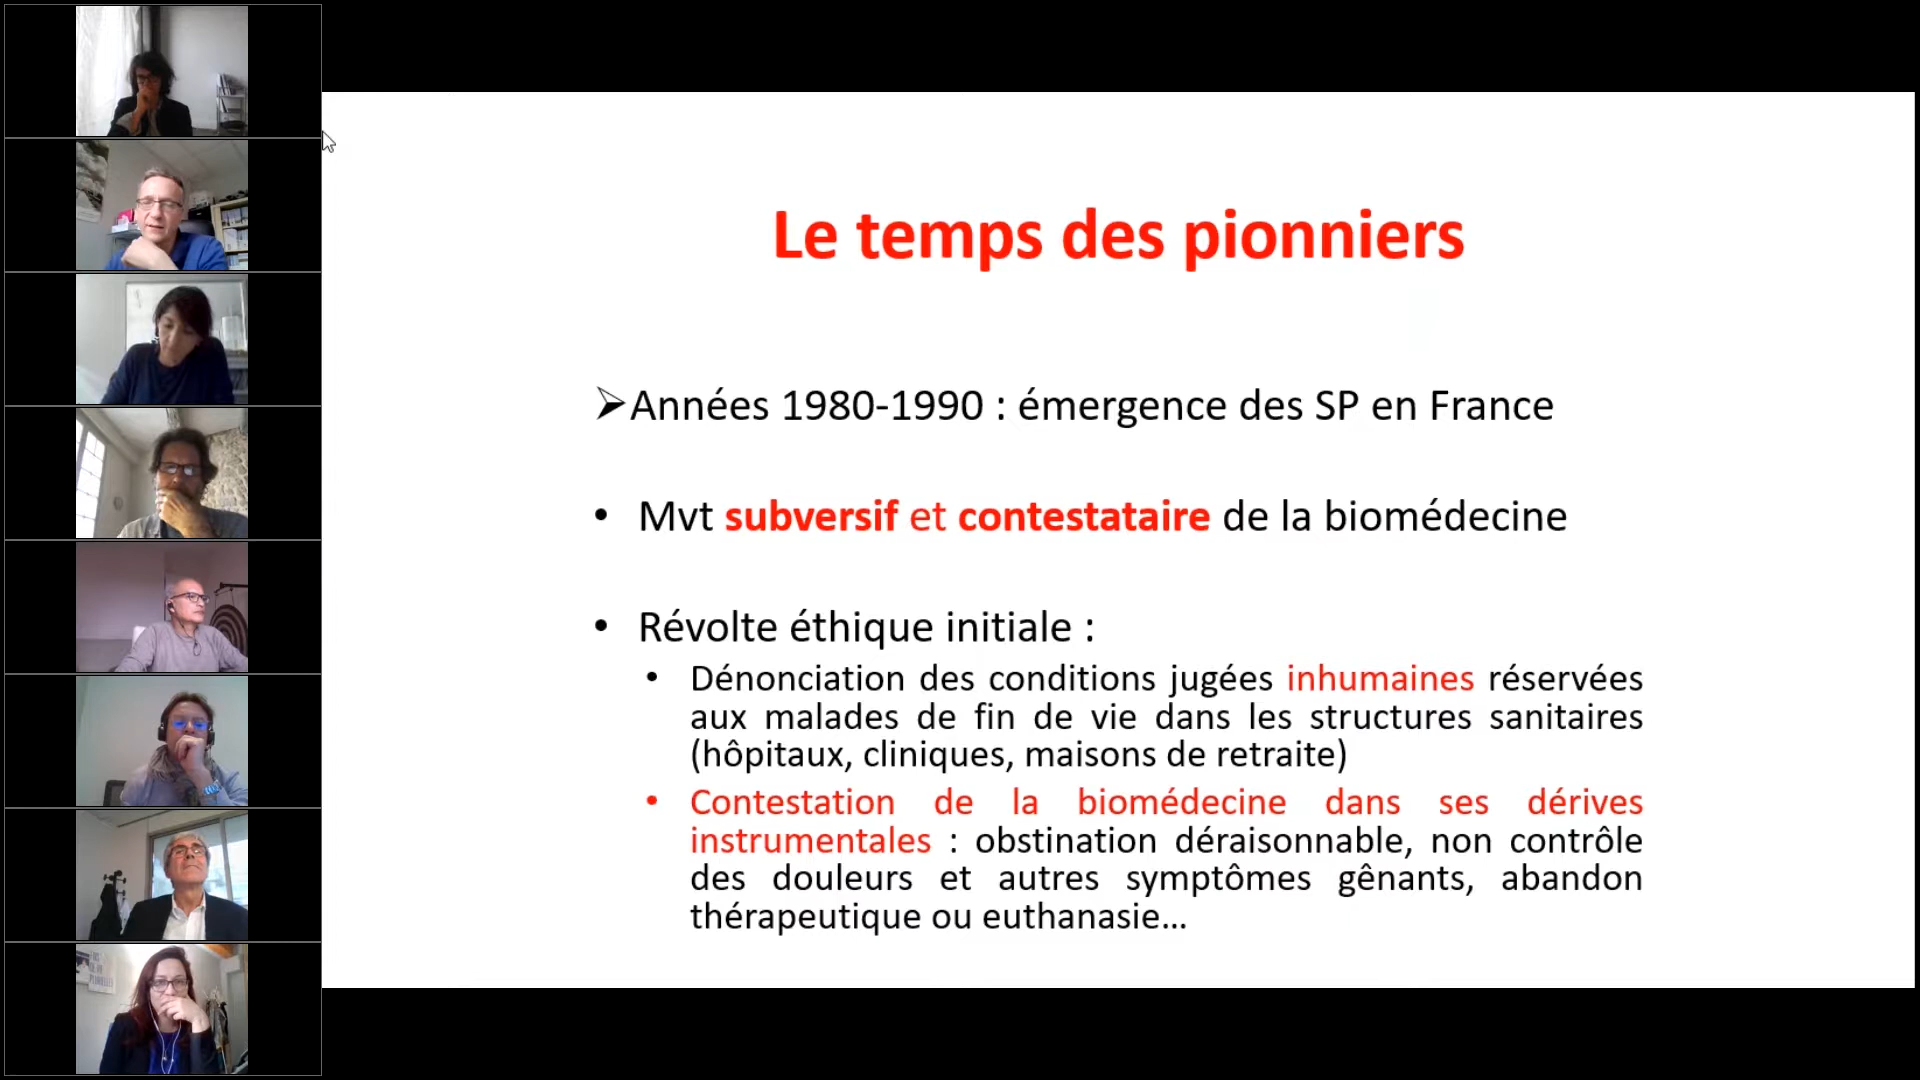 Le temps des pionniers
➢Années 1980-1990 : émergence des SP en France
• Mvt subversif et contestataire de la biomédecine
• Révolte éthique initiale :
• Dénonciation des conditions jugées inhumaines réservées
aux malades de fin de vie dans les structures sanitaires
(hôpitaux, cliniques, maisons de retraite)
• Contestation de la biomédecine dans ses dérives
instrumentales : obstination déraisonnable, non contrôle
des douleurs et autres symptômes gênants, abandon
thérapeutique ou euthanasie...